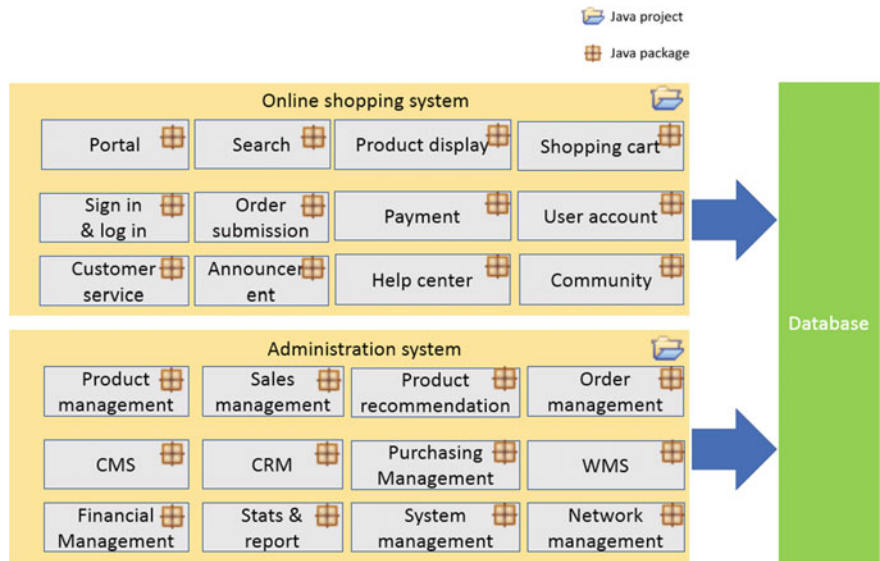 Java project
Java package
Online shopping system
Portal
Search
Product display
Shopping cart
Sign in
& log in
Order
submission
Payment
User account
Customer
service
Announcem
ent
Help center
Community
Database
Administration system
Product
management
Sales
management
Product
recommendation
Order
management
CMS
CRM
Purchasing
Management
WMS
Financial
Management
Stats &
report
System
management
Network
management